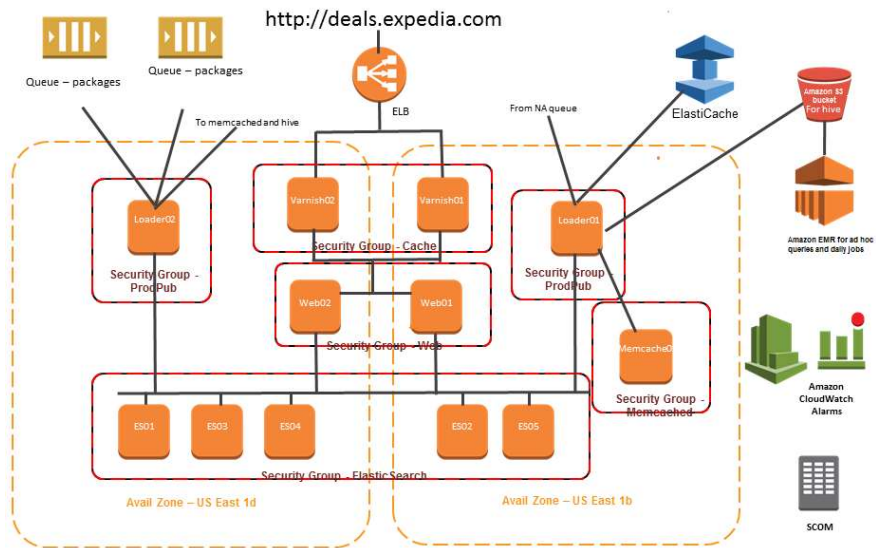 http://deals.expedia.com
Queue – packages
Queue – packages
ELB
To memcached and hive
From NA queue
ElastiCache
Amazon S3
bucket
For hive
Varnish02
Varnish01
Loader02
Loader01
Security Group - Cache
Amazon EMR for ad hoc
queries and daily jobs
Security Group -
ProdPub
Security Group -
ProdPub
Web02
Web01
Security Group - Web
Memcache0
Security Group -
Memcached
Amazon
CloudWatch
Alarms
ES01
ES03
ES04
ES02
ES05
Security Group - ElasticSearch
Avail Zone – US East 1d
Avail Zone – US East 1b
SCOM